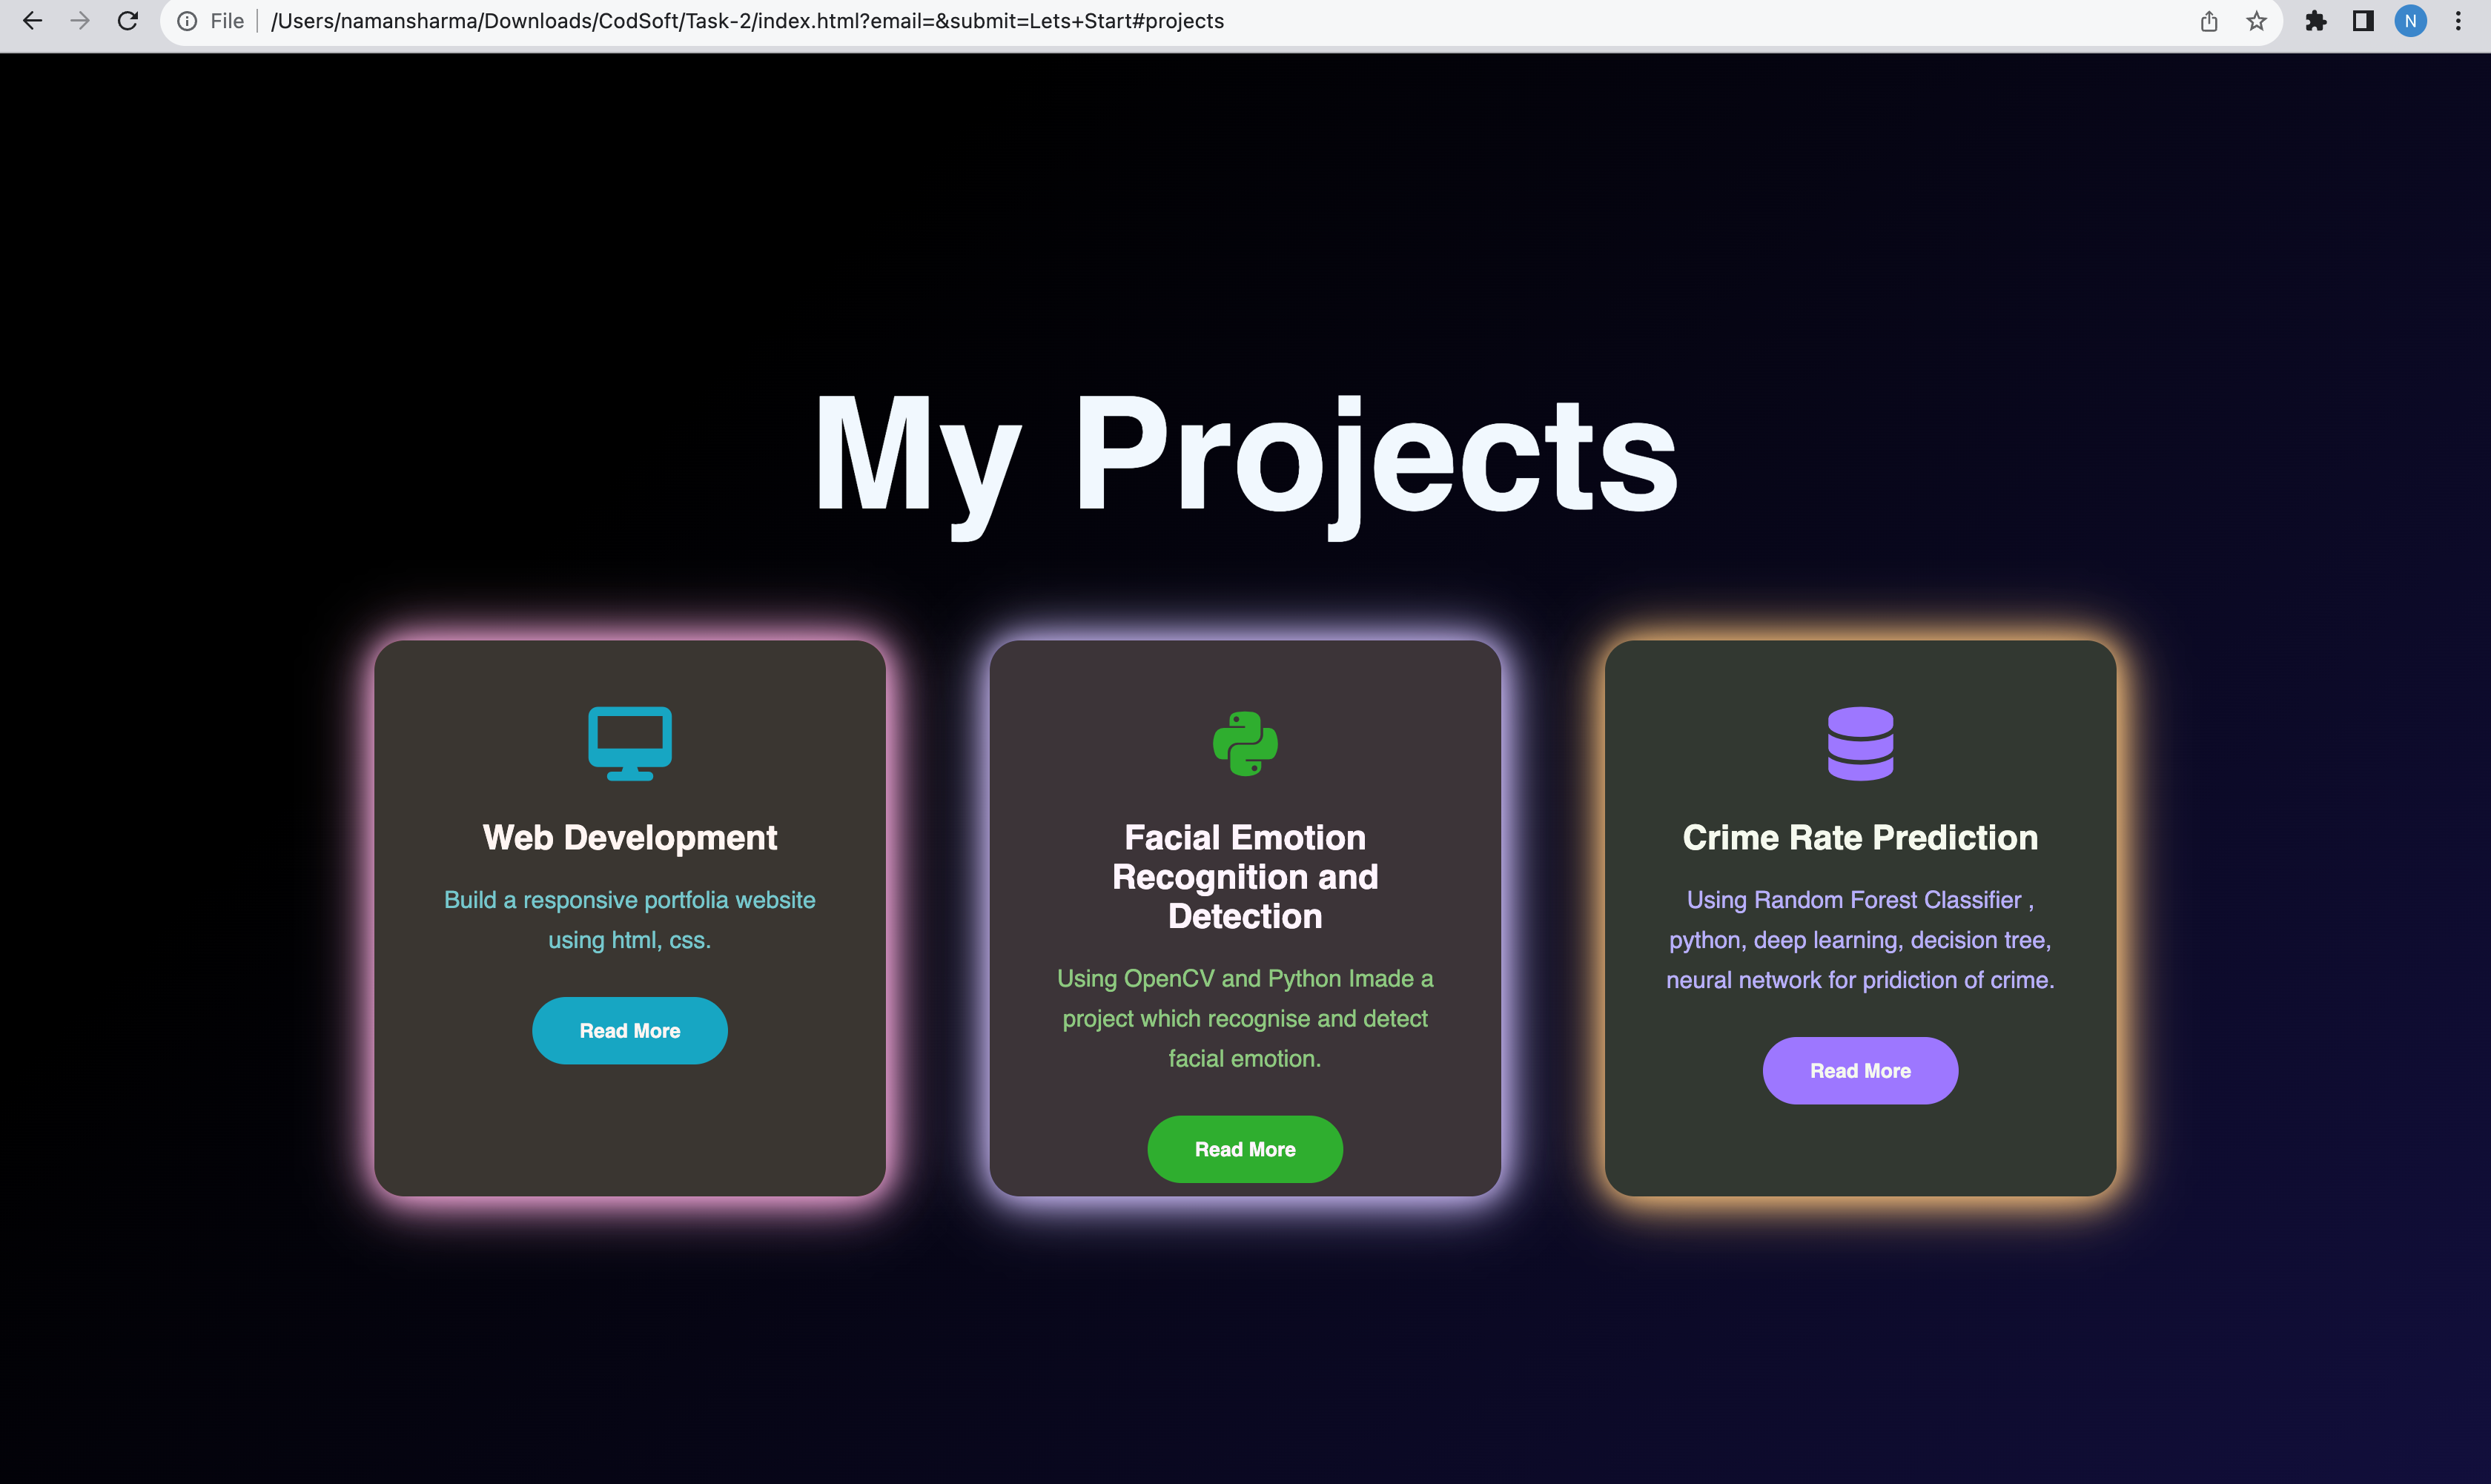 File
/Users/namansharma/Downloads/CodSoft/Task-2/index.html?email=&submit=Lets+Start#projects
N
My Projects
Web Development
Build a responsive portfolia website
using html, css.
Read More
Facial Emotion
Recognition and
Detection
Using OpenCV and Python Imade a
project which recognise and detect
facial emotion.
Read More
Crime Rate Prediction
Using Random Forest Classifier ,
python, deep learning, decision tree,
neural network for pridiction of crime.
Read More